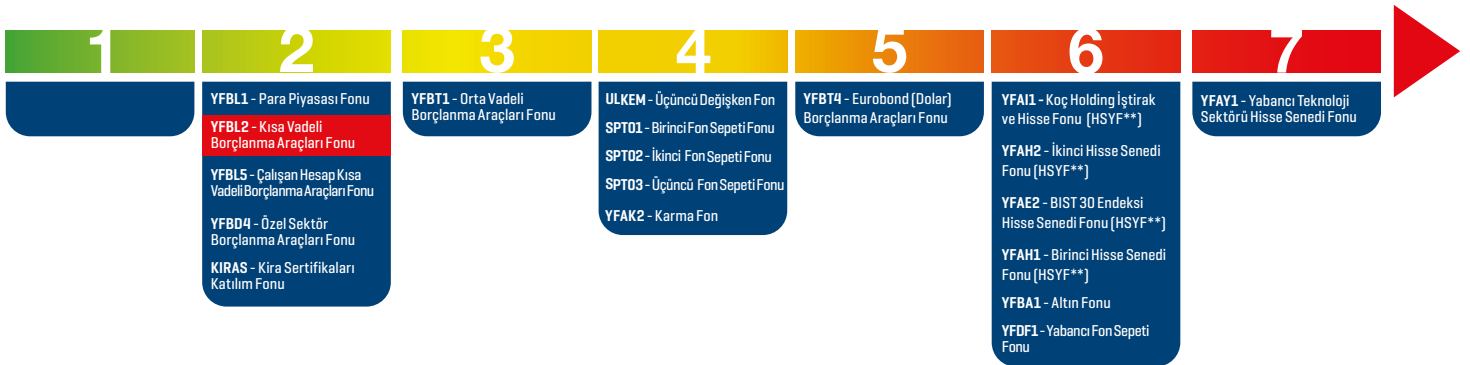 1
2
YFBL1 - Para Piyasası Fonu
YFBL2 - Kısa Vadeli
Borçlanma Araçları Fonu
YFBL5 - Çalışan Hesap Kısa
Vadeli Borçlanma Araçları Fonu
YFBD4 - Özel Sektör
Borçlanma Araçları Fonu
KIRAS - Kira Sertifikaları
Katılım Fonu
3
YFBT1 - Orta Vadeli
Borçlanma Araçları Fonu
4
ULKEM - Üçüncü Değişken Fon
SPT01 - Birinci Fon Sepeti Fonu
SPT02 - İkinci Fon Sepeti Fonu
SPT03 - Üçüncü Fon Sepeti Fonu
YFAK2 - Karma Fon
5
YFBT4 - Eurobond (Dolar)
Borçlanma Araçları Fonu
6
YFAI1 - Koç Holding İştirak
ve Hisse Fonu (HSYF**)
YFAH2 - İkinci Hisse Senedi
Fonu (HSYF**)
YFAE2 - BIST 30 Endeksi
Hisse Senedi Fonu (HSYF**)
YFAH1 - Birinci Hisse Senedi
Fonu (HSYF**)
YFBA1 - Altın Fonu
YFDF1 - Yabancı Fon Sepeti
Fonu
7
YFAY1 - Yabancı Teknoloji
Sektörü Hisse Senedi Fonu